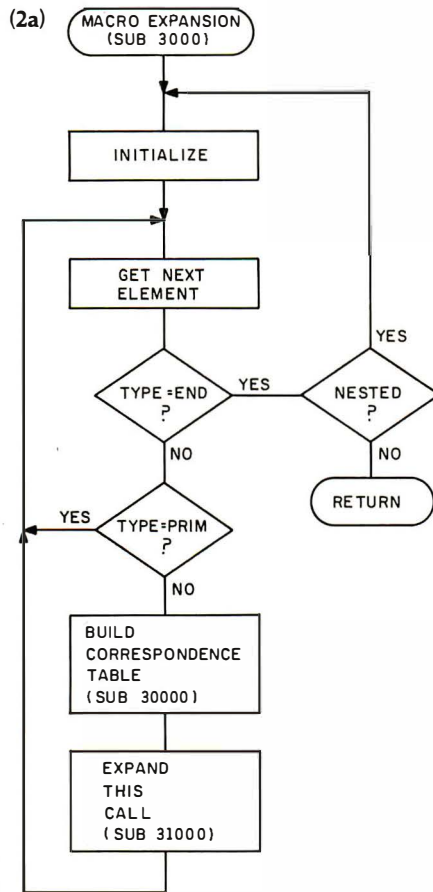 (2a)
MACRO EXPANSION
(SUB 3000)
INITIALIZE
GET NEXT
ELEMENT
TYPE=END
?
YES
NESTED
?
YES
NO
RETURN
NO
TYPE=PRIM
?
YES
NO
BUILD
CORRESPONDENCE
TABLE
(SUB 30000)
EXPAND
THIS
CALL
(SUB 31000)